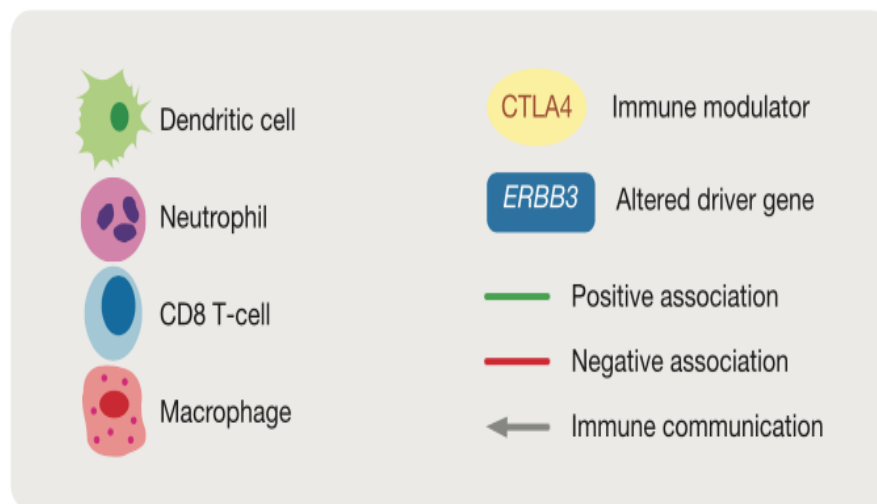 Dendritic cell
Neutrophil
CD8 T-cell
Macrophage
CTLA4 Immune modulator
ERBB3 Altered driver gene
Positive association
Negative association
Immune communication